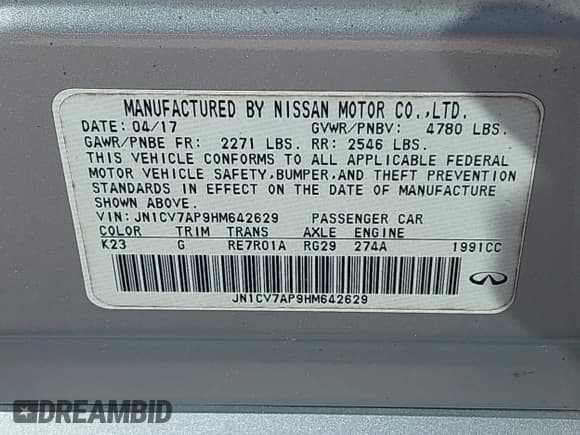 MANUFACTURED BY NISSAN MOTOR CO.,LTD.
DATE: 04/17 GVWR/PNBV: 4780 LBS.
GAWR/PNBE FR: 2271 LBS. RR: 2546 LBS.
THIS VEHICLE CONFORMS TO ALL APPLICABLE FEDERAL
MOTOR VEHICLE SAFETY,BUMPER,AND THEFT PREVENTION
STANDARDS IN EFFECT ON THE DATE OF MANUFACTURE
SHOWN ABOVE.
VIN: JN1CV7AP9HM642629 PASSENGER CAR
COLOR TRIM TRANS AXLE ENGINE
K23 G RE7R01A RG29 274A 1991CC
JN1CV7AP9HM642629
DREAMBID